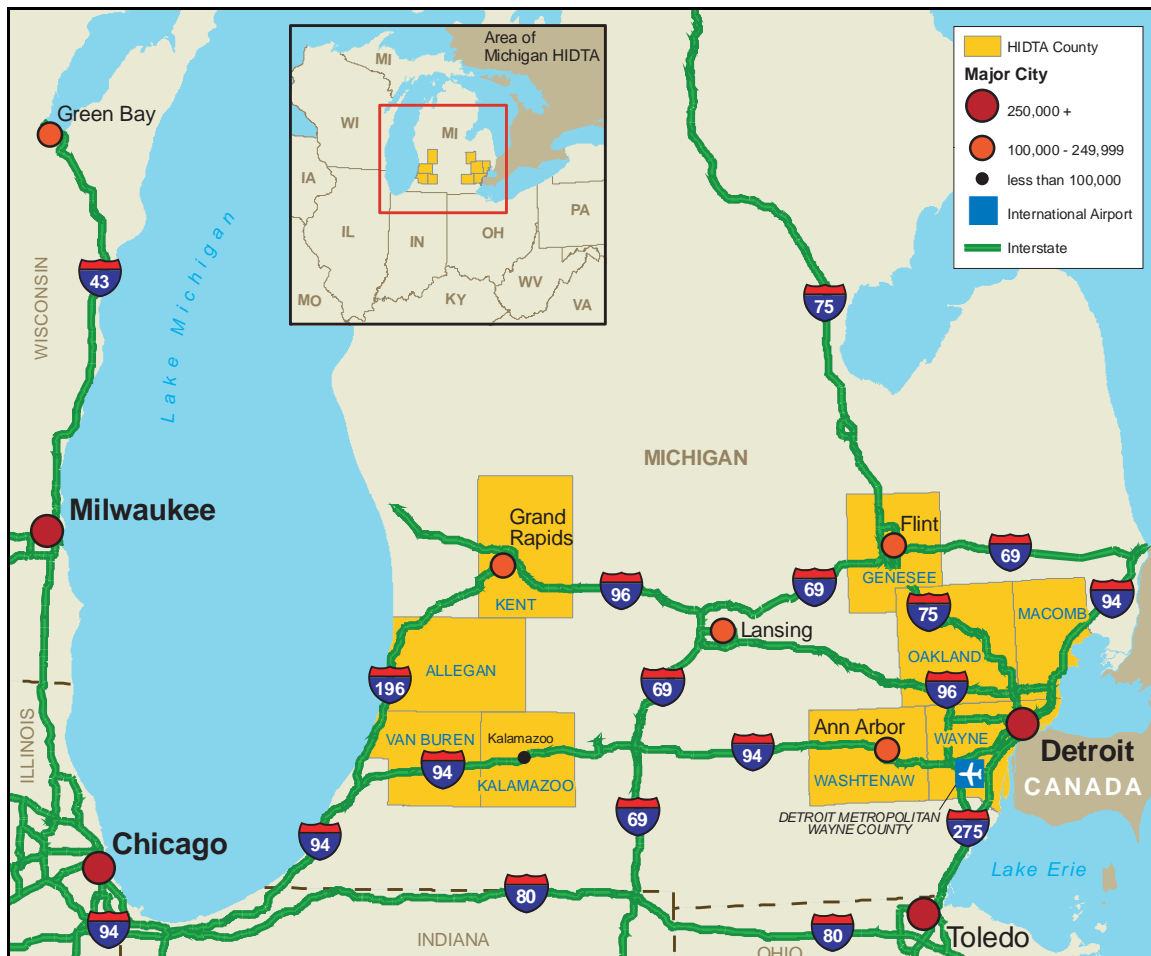 Area of
Michigan HIDTA
MI
WI
MI
IA
IL
IN
OH
PA
MO
KY
WV
VA
HIDTA County
Major City
250,000 +
100,000 - 249,999
less than 100,000
International Airport
Interstate
Green Bay
43
WISCONSIN
Lake Michigan
75
MICHIGAN
Milwaukee
Grand
Rapids
KENT
96
69
Flint
GENESEE
69
75
MACOMB
94
Lansing
OAKLAND
96
ALLEGAN
196
69
VAN BUREN
Kalamazoo
94
KALAMAZOO
94
Ann Arbor
WASHTENAW
WAYNE
Detroit
CANADA
DETROIT METROPOLITAN
WAYNE COUNTY
275
69
94
ILLINOIS
Chicago
94
80
INDIANA
80
OHIO
Toledo
Lake Erie